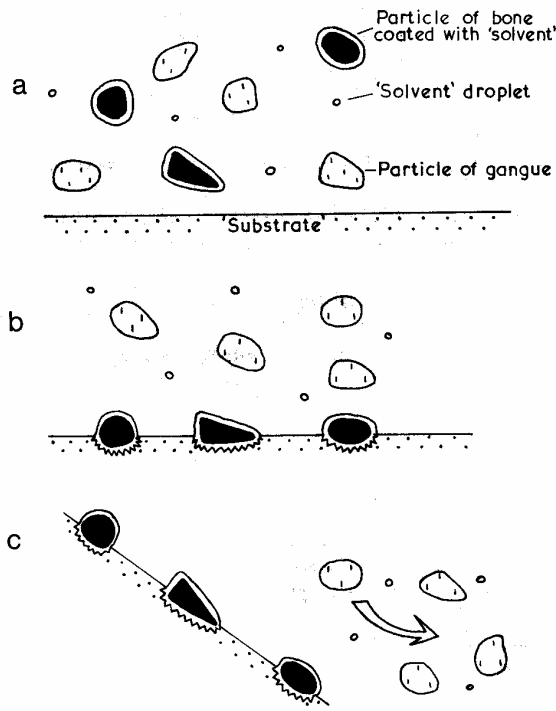 Particle of bone
coated with 'solvent'
a
'Solvent' droplet
Particle of gangue
'Substrate'
b
c